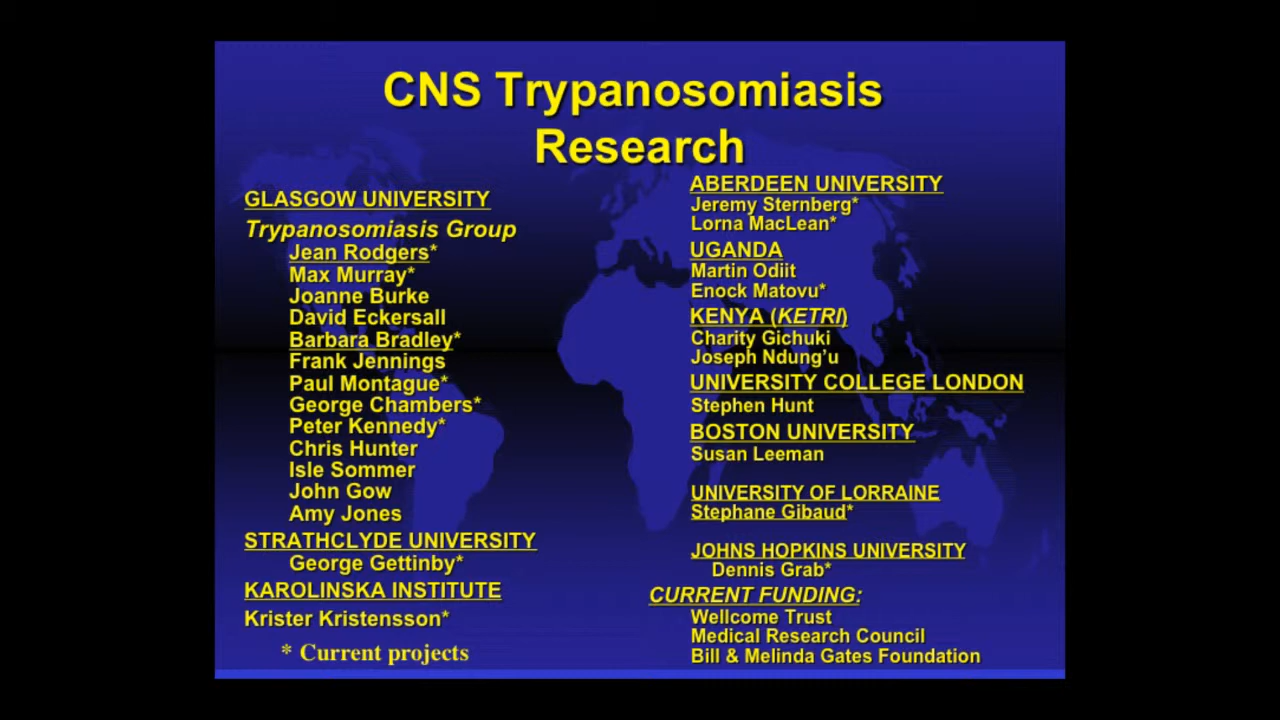 CNS Trypanosomiasis
Research
GLASGOW UNIVERSITY
Trypanosomiasis Group
Jean Rodgers*
Max Murray*
Joanne Burke
David Eckersall
Barbara Bradley*
Frank Jennings
Paul Montague*
George Chambers*
Peter Kennedy*
Chris Hunter
Isle Sommer
John Gow
Amy Jones
STRATHCLYDE UNIVERSITY
George Gettinby*
KAROLINSKA INSTITUTE
Krister Kristensson*
* Current projects
ABERDEEN UNIVERSITY
Jeremy Sternberg*
Lorna MacLean*
UGANDA
Martin Odiit
Enock Matovu*
KENYA (KETRI)
Charity Gichuki
Joseph Ndung’u
UNIVERSITY COLLEGE LONDON
Stephen Hunt
BOSTON UNIVERSITY
Susan Leeman
UNIVERSITY OF LORRAINE
Stephane Gibaud*
JOHNS HOPKINS UNIVERSITY
Dennis Grab*
CURRENT FUNDING:
Wellcome Trust
Medical Research Council
Bill & Melinda Gates Foundation